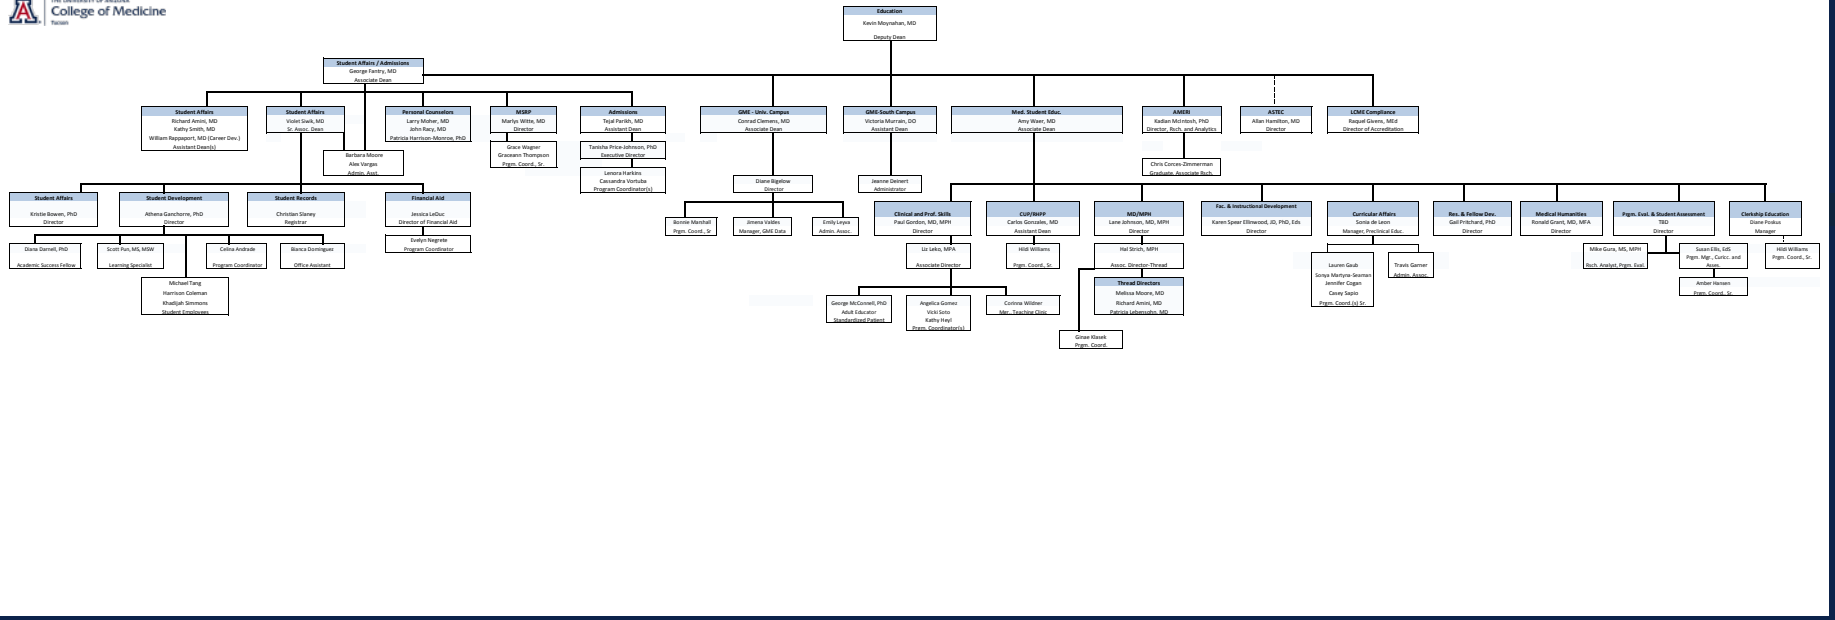 THE UNIVERSITY OF ARIZONA
College of Medicine
Tucson
Education
Kevin Moynahan, MD
Deputy Dean
Student Affairs / Admissions
George Fantry, MD
Associate Dean
Student Affairs
Richard Amini, MD
Kathy Smith, MD
William Rappaport, MD (Career Dev.)
Assistant Dean(s)
Student Affairs
Violet Siwik, MD
Sr. Assoc. Dean
Personal Counselors
Larry Moher, MD
John Racy, MD
Patricia Harrison-Monroe, PhD
MSRP
Marlys Witte, MD
Director
Admissions
Tejal Parikh, MD
Assistant Dean
GME - Univ. Campus
Conrad Clemens, MD
Associate Dean
GME-South Campus
Victoria Murrain, DO
Assistant Dean
Med. Student Educ.
Amy Waer, MD
Associate Dean
AMERI
Kadian McIntosh, PhD
Director, Rsch. and Analytics
ASTEC
Allan Hamilton, MD
Director
LCME Compliance
Raquel Givens, MEd
Director of Accreditation
Barbara Moore
Alex Vargas
Admin. Asst.
Grace Wagner
Graceann Thompson
Prgm. Coord., Sr.
Tanisha Price-Johnson, PhD
Executive Director
Lenora Harkins
Cassandra Vortuba
Program Coordinator(s)
Diane Bigelow
Director
Jeanne Deinert
Administrator
Chris Corces-Zimmerman
Graduate. Associate Rsch.
Student Affairs
Kristie Bowen, PhD
Director
Student Development
Athena Ganchorre, PhD
Director
Student Records
Christian Slaney
Registrar
Financial Aid
Jessica LeDuc
Director of Financial Aid
Evelyn Negrete
Program Coordinator
Bonnie Marshall
Prgm. Coord., Sr
Jimena Valdes
Manager, GME Data
Emily Leyva
Admin. Assoc.
Clinical and Prof. Skills
Paul Gordon, MD, MPH
Director
CUP/RHPP
Carlos Gonzales, MD
Assistant Dean
MD/MPH
Lane Johnson, MD, MPH
Director
Fac. & Instructional Development
Karen Spear Ellinwood, JD, PhD, Eds
Director
Curricular Affairs
Sonia de Leon
Manager, Preclinical Educ.
Res. & Fellow Dev.
Gail Pritchard, PhD
Director
Medical Humanities
Ronald Grant, MD, MFA
Director
Prgm. Eval. & Student Assessment
TBD
Director
Clerkship Education
Diane Poskus
Manager
Diana Darnell, PhD
Academic Success Fellow
Scott Pun, MS, MSW
Learning Specialist
Celina Andrade
Program Coordinator
Bianca Dominguez
Office Assistant
Michael Tang
Harrison Coleman
Khadijah Simmons
Student Employees
Liz Leko, MPA
Associate Director
Hildi Williams
Prgm. Coord., Sr.
Hal Strich, MPH
Assoc. Director-Thread
Thread Directors
Melissa Moore, MD
Richard Amini, MD
Patricia Lebensohn, MD
Lauren Gaub
Sonya Martyna-Seaman
Jennifer Cogan
Casey Sapio
Prgm. Coord.(s) Sr.
Travis Garner
Admin. Assoc.
Mike Gura, MS, MPH
Rsch. Analyst, Prgm. Eval.
Susan Ellis, EdS
Prgm. Mgr., Curicc. and
Asses.
Amber Hansen
Prgm. Coord., Sr.
Hildi Williams
Prgm. Coord., Sr.
George McConnell, PhD
Adult Educator
Standardized Patient
Angelica Gomez
Vicki Soto
Kathy Heyl
Prgm. Coordinator(s)
Corinna Wildner
Mer., Teaching Clinic
Ginae Klasek
Prgm. Coord.